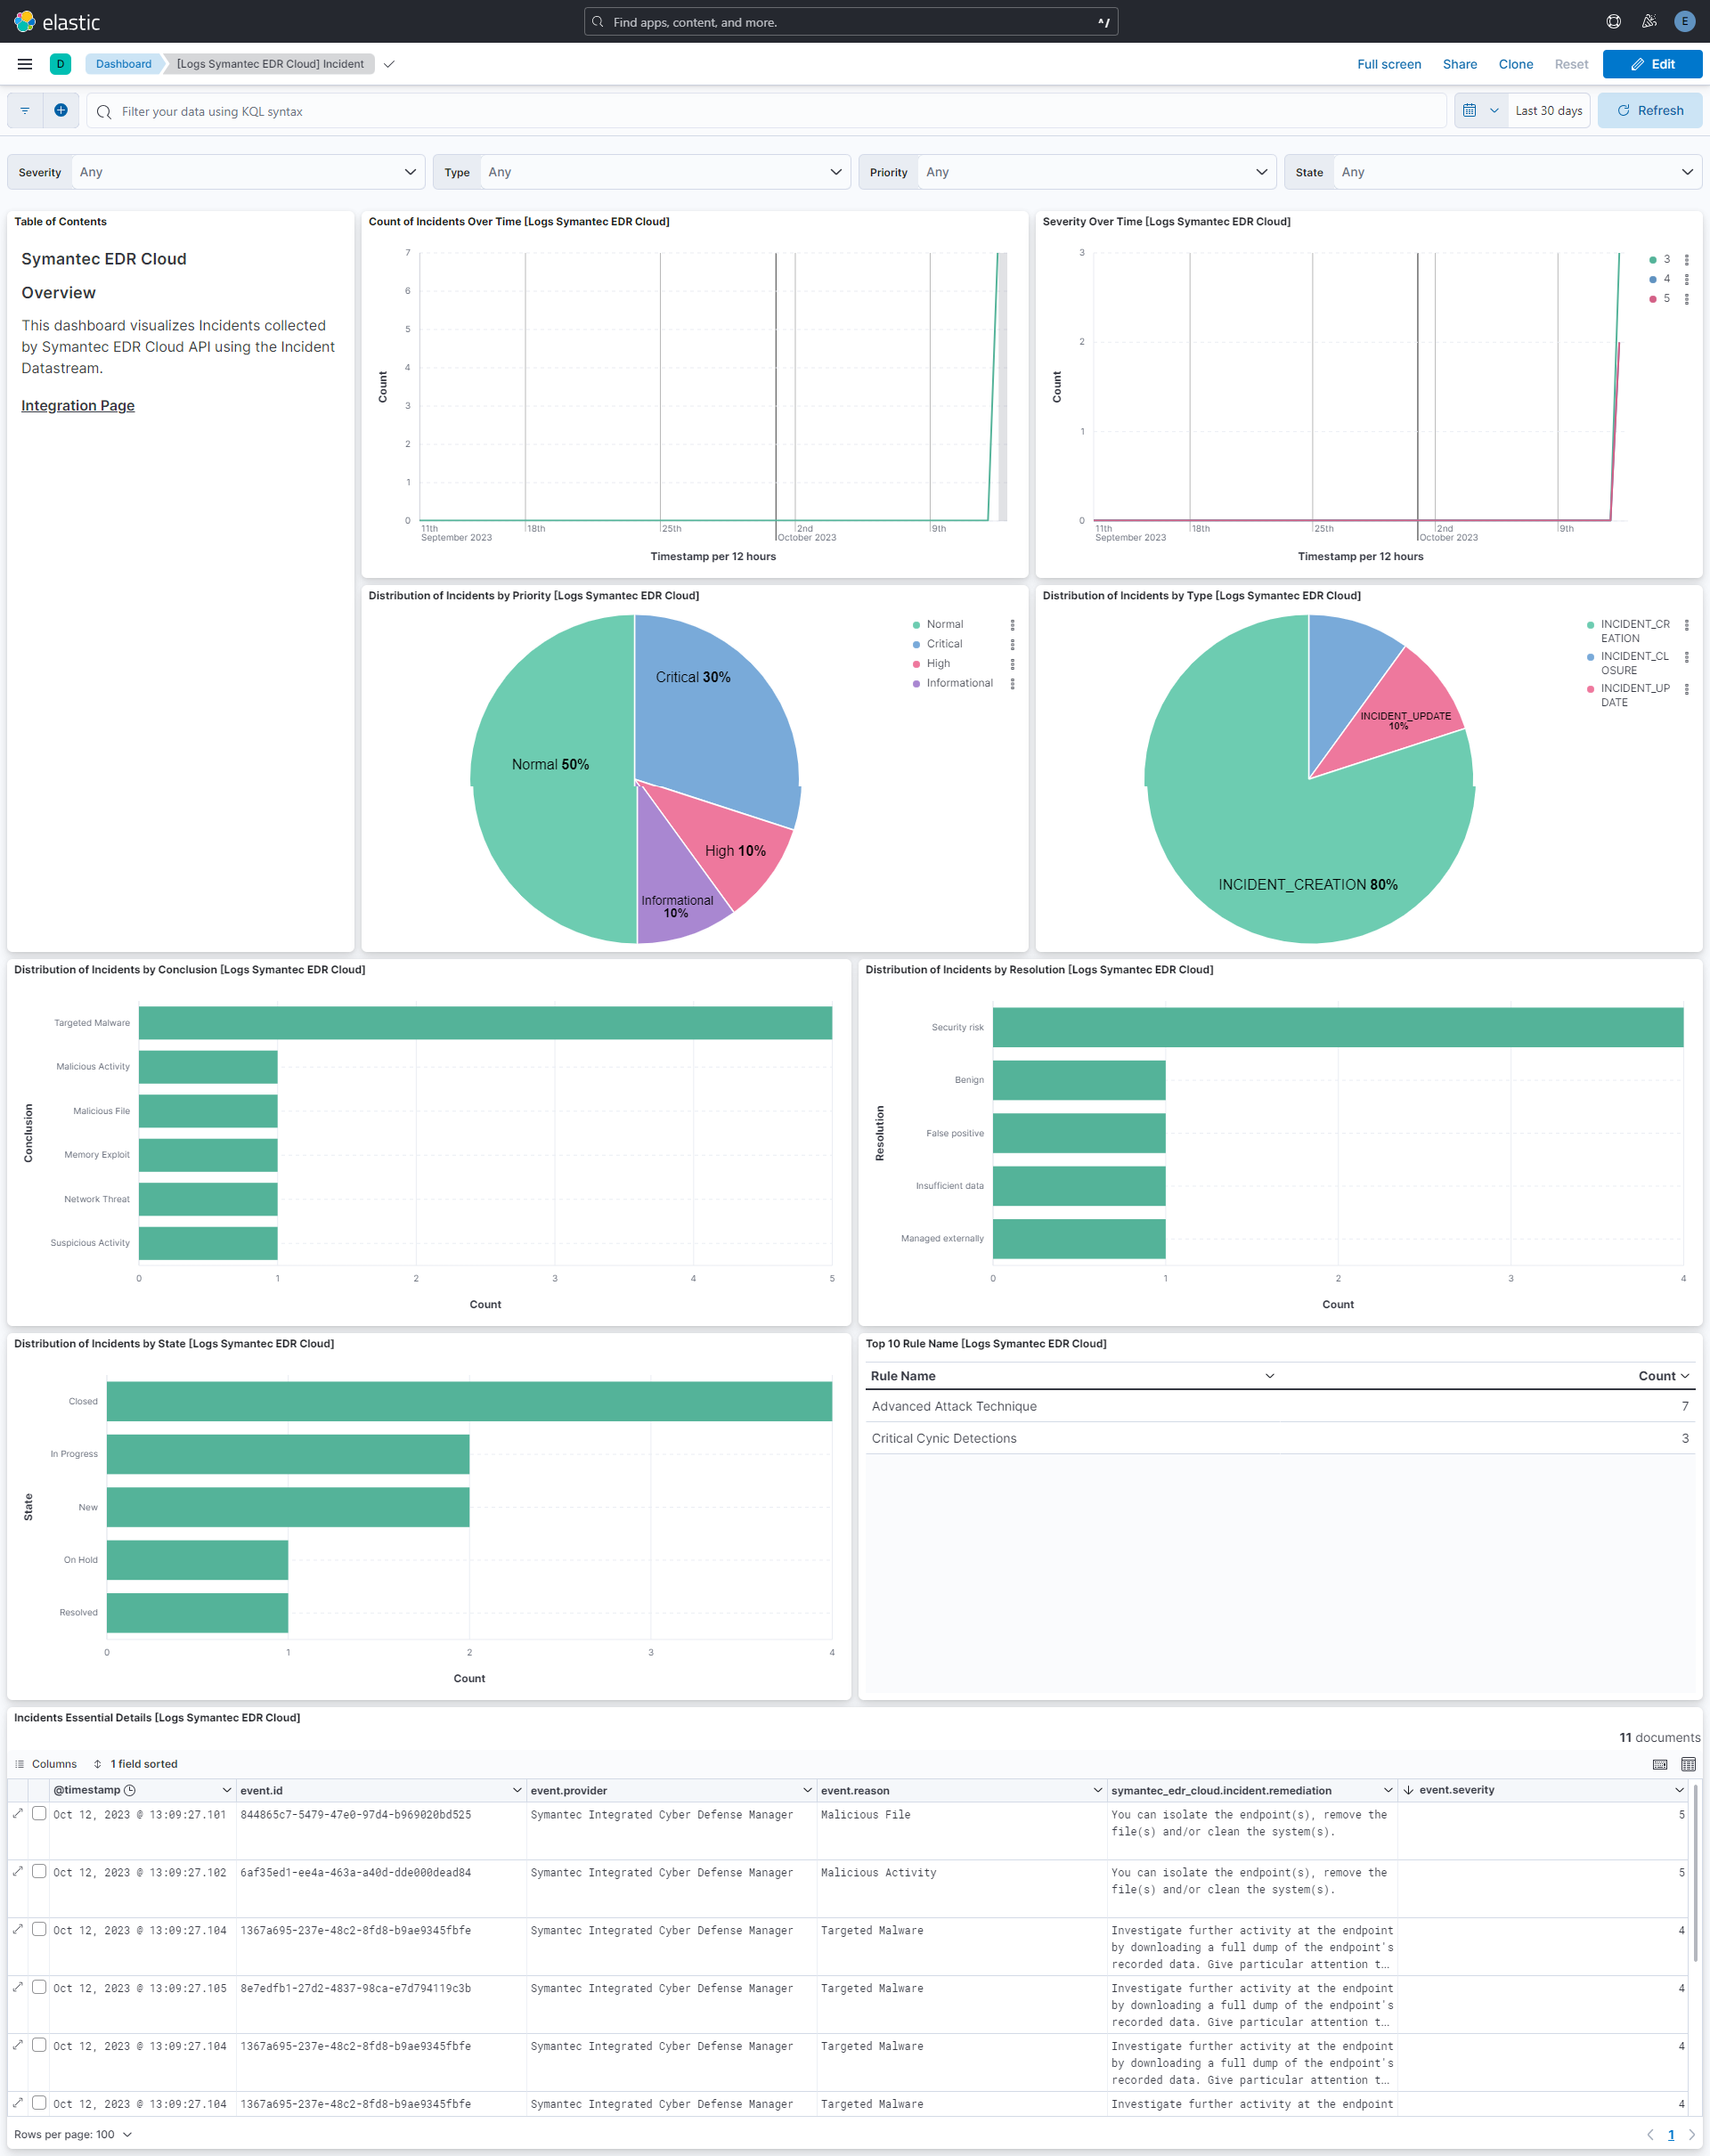 elastic
Find apps, content, and more.
^/
E
D
Dashboard
[Logs Symantec EDR Cloud] Incident
Full screen
Share
Clone
Reset
Edit
Filter your data using KQL syntax
Last 30 days
Refresh
Severity Any
Type Any
Priority Any
State Any
Table of Contents
Symantec EDR Cloud
Overview
This dashboard visualizes Incidents collected
by Symantec EDR Cloud API using the Incident
Datastream.
Integration Page
Count of Incidents Over Time [Logs Symantec EDR Cloud]
Count
7
6
5
4
3
2
1
0
11th
September 2023
18th
25th
2nd
October 2023
9th
Timestamp per 12 hours
Severity Over Time [Logs Symantec EDR Cloud]
Count
3
2
1
0
11th
September 2023
18th
25th
2nd
October 2023
9th
Timestamp per 12 hours
3
4
5
Distribution of Incidents by Priority [Logs Symantec EDR Cloud]
Critical 30%
Normal 50%
High 10%
Informational
10%
Normal
Critical
High
Informational
Distribution of Incidents by Type [Logs Symantec EDR Cloud]
INCIDENT_UPDATE
10%
INCIDENT_CREATION 80%
INCIDENT_CR
EATION
INCIDENT_CL
OSURE
INCIDENT_UP
DATE
Distribution of Incidents by Conclusion [Logs Symantec EDR Cloud]
Conclusion
Targeted Malware
Malicious Activity
Malicious File
Memory Exploit
Network Threat
Suspicious Activity
0 1 2 3 4 5
Count
Distribution of Incidents by Resolution [Logs Symantec EDR Cloud]
Resolution
Security risk
Benign
False positive
Insufficient data
Managed externally
0 1 2 3 4
Count
Distribution of Incidents by State [Logs Symantec EDR Cloud]
State
Closed
In Progress
New
On Hold
Resolved
0 1 2 3 4
Count
Top 10 Rule Name [Logs Symantec EDR Cloud]
Rule Name Count
Advanced Attack Technique 7
Critical Cynic Detections 3
Incidents Essential Details [Logs Symantec EDR Cloud]
11 documents
Columns 1 field sorted
@timestamp event.id event.provider event.reason symantec_edr_cloud.incident.remediation event.severity
Oct 12, 2023 @ 13:09:27.101 844865c7-5479-47e0-97d4-b969020bd525 Symantec Integrated Cyber Defense Manager Malicious File You can isolate the endpoint(s), remove the 5
file(s) and/or clean the system(s).
Oct 12, 2023 @ 13:09:27.102 6af35ed1-ee4a-463a-a40d-dde000dead84 Symantec Integrated Cyber Defense Manager Malicious Activity You can isolate the endpoint(s), remove the 5
file(s) and/or clean the system(s).
Oct 12, 2023 @ 13:09:27.104 1367a695-237e-48c2-8fd8-b9ae9345fbfe Symantec Integrated Cyber Defense Manager Targeted Malware Investigate further activity at the endpoint 4
by downloading a full dump of the endpoint's
recorded data. Give particular attention t…
Oct 12, 2023 @ 13:09:27.105 8e7edfb1-27d2-4837-98ca-e7d794119c3b Symantec Integrated Cyber Defense Manager Targeted Malware Investigate further activity at the endpoint 4
by downloading a full dump of the endpoint's
recorded data. Give particular attention t…
Oct 12, 2023 @ 13:09:27.104 1367a695-237e-48c2-8fd8-b9ae9345fbfe Symantec Integrated Cyber Defense Manager Targeted Malware Investigate further activity at the endpoint 4
by downloading a full dump of the endpoint's
recorded data. Give particular attention t…
Oct 12, 2023 @ 13:09:27.104 1367a695-237e-48c2-8fd8-b9ae9345fbfe Symantec Integrated Cyber Defense Manager Targeted Malware Investigate further activity at the endpoint 4
Rows per page: 100
1